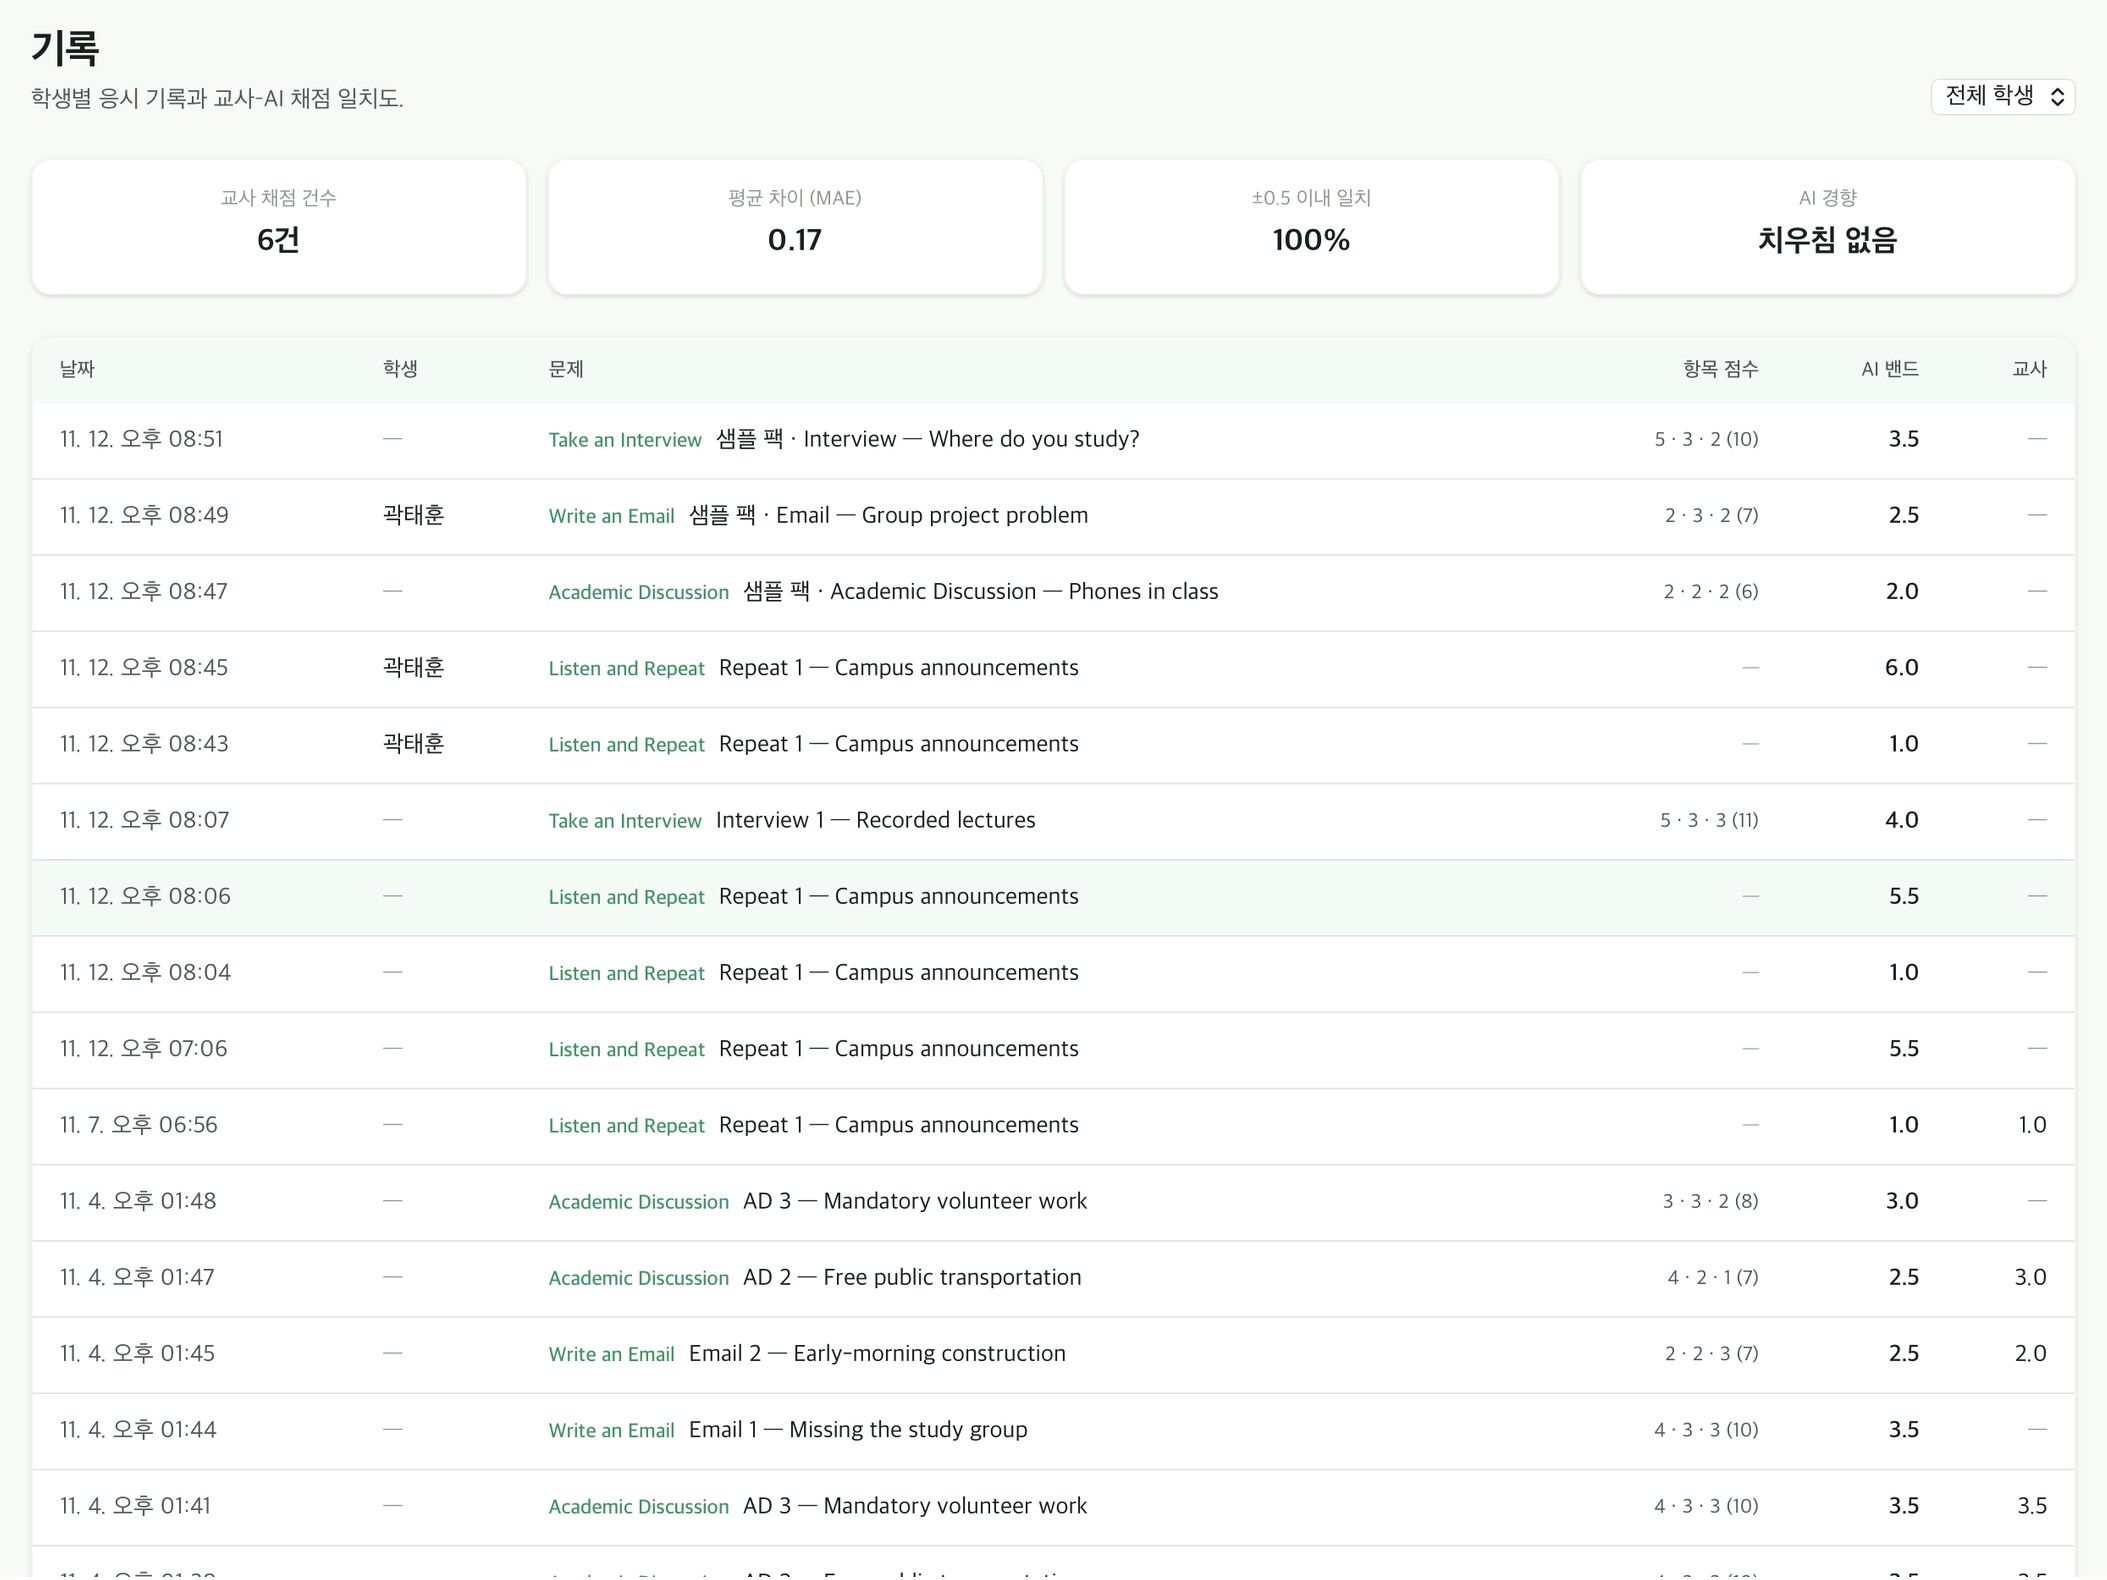 기록
학생별 응시 기록과 교사-AI 채점 일치도.
전체 학생
교사 채점 건수
6건
평균 차이 (MAE)
0.17
±0.5 이내 일치
100%
AI 경향
치우침 없음
날짜 학생 문제 항목 점수 AI 밴드 교사
11. 12. 오후 08:51 — Take an Interview 샘플 팩 · Interview — Where do you study? 5 · 3 · 2 (10) 3.5 —
11. 12. 오후 08:49 곽태훈 Write an Email 샘플 팩 · Email — Group project problem 2 · 3 · 2 (7) 2.5 —
11. 12. 오후 08:47 — Academic Discussion 샘플 팩 · Academic Discussion — Phones in class 2 · 2 · 2 (6) 2.0 —
11. 12. 오후 08:45 곽태훈 Listen and Repeat Repeat 1 — Campus announcements — 6.0 —
11. 12. 오후 08:43 곽태훈 Listen and Repeat Repeat 1 — Campus announcements — 1.0 —
11. 12. 오후 08:07 — Take an Interview Interview 1 — Recorded lectures 5 · 3 · 3 (11) 4.0 —
11. 12. 오후 08:06 — Listen and Repeat Repeat 1 — Campus announcements — 5.5 —
11. 12. 오후 08:04 — Listen and Repeat Repeat 1 — Campus announcements — 1.0 —
11. 12. 오후 07:06 — Listen and Repeat Repeat 1 — Campus announcements — 5.5 —
11. 7. 오후 06:56 — Listen and Repeat Repeat 1 — Campus announcements — 1.0 1.0
11. 4. 오후 01:48 — Academic Discussion AD 3 — Mandatory volunteer work 3 · 3 · 2 (8) 3.0 —
11. 4. 오후 01:47 — Academic Discussion AD 2 — Free public transportation 4 · 2 · 1 (7) 2.5 3.0
11. 4. 오후 01:45 — Write an Email Email 2 — Early-morning construction 2 · 2 · 3 (7) 2.5 2.0
11. 4. 오후 01:44 — Write an Email Email 1 — Missing the study group 4 · 3 · 3 (10) 3.5 —
11. 4. 오후 01:41 — Academic Discussion AD 3 — Mandatory volunteer work 4 · 3 · 3 (10) 3.5 3.5